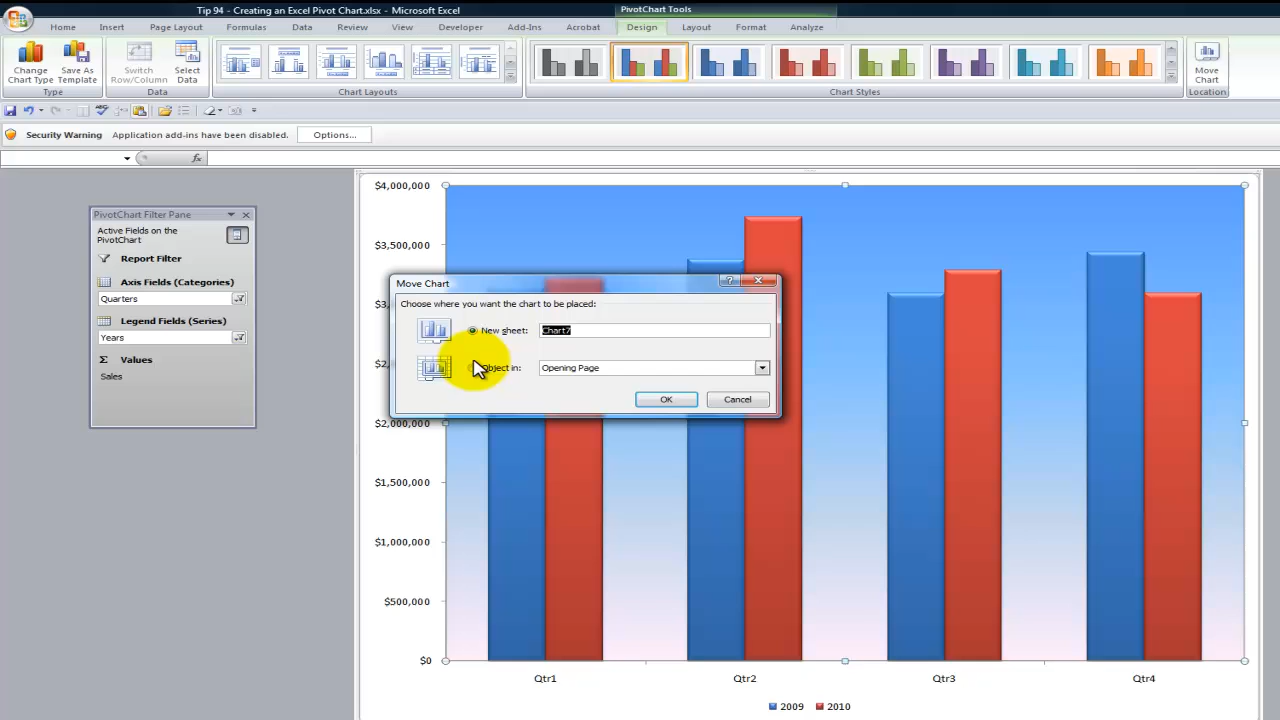 Tip 94 - Creating an Excel Pivot Chart.xlsx - Microsoft Excel
PivotChart Tools
Home Insert Page Layout Formulas Data Review View Developer Add-Ins Acrobat Design Layout Format Analyze
Change Chart Type
Save As Template
Switch Row/Column
Select Data
Move Chart
Type Data Chart Layouts Chart Styles Location
Security Warning Application add-ins have been disabled. Options...
fx
PivotChart Filter Pane
Active Fields on the
PivotChart
Report Filter
Axis Fields (Categories)
Quarters
Legend Fields (Series)
Years
Σ Values
Sales
$4,000,000
$3,500,000
Move Chart
Choose where you want the chart to be placed:
New sheet: Chart7
Object in: Opening Page
OK Cancel
$2,000,000
$1,500,000
$1,000,000
$500,000
$0
Qtr1 Qtr2 Qtr3 Qtr4
2009 2010